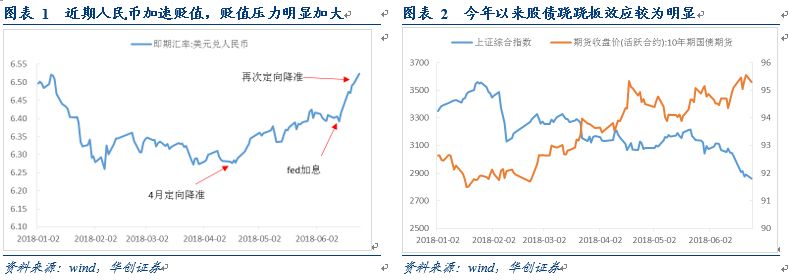 图表 1 近期人民币加速贬值，贬值压力明显加大
即期汇率:美元兑人民币
6.55
6.50
6.45
6.40
6.35
6.30
6.25
6.20
6.15
6.10
再次定向降准
fed加息
4月定向降准
2018-01-02 2018-02-02 2018-03-02 2018-04-02 2018-05-02 2018-06-02
资料来源：wind，华创证券
图表 2 今年以来股债跷跷板效应较为明显
上证综合指数 期货收盘价(活跃合约):10年期国债期货
3700
3500
3300
3100
2900
2700
2500
96
95
94
93
92
91
90
2018-01-02 2018-02-02 2018-03-02 2018-04-02 2018-05-02 2018-06-02
资料来源：wind，华创证券